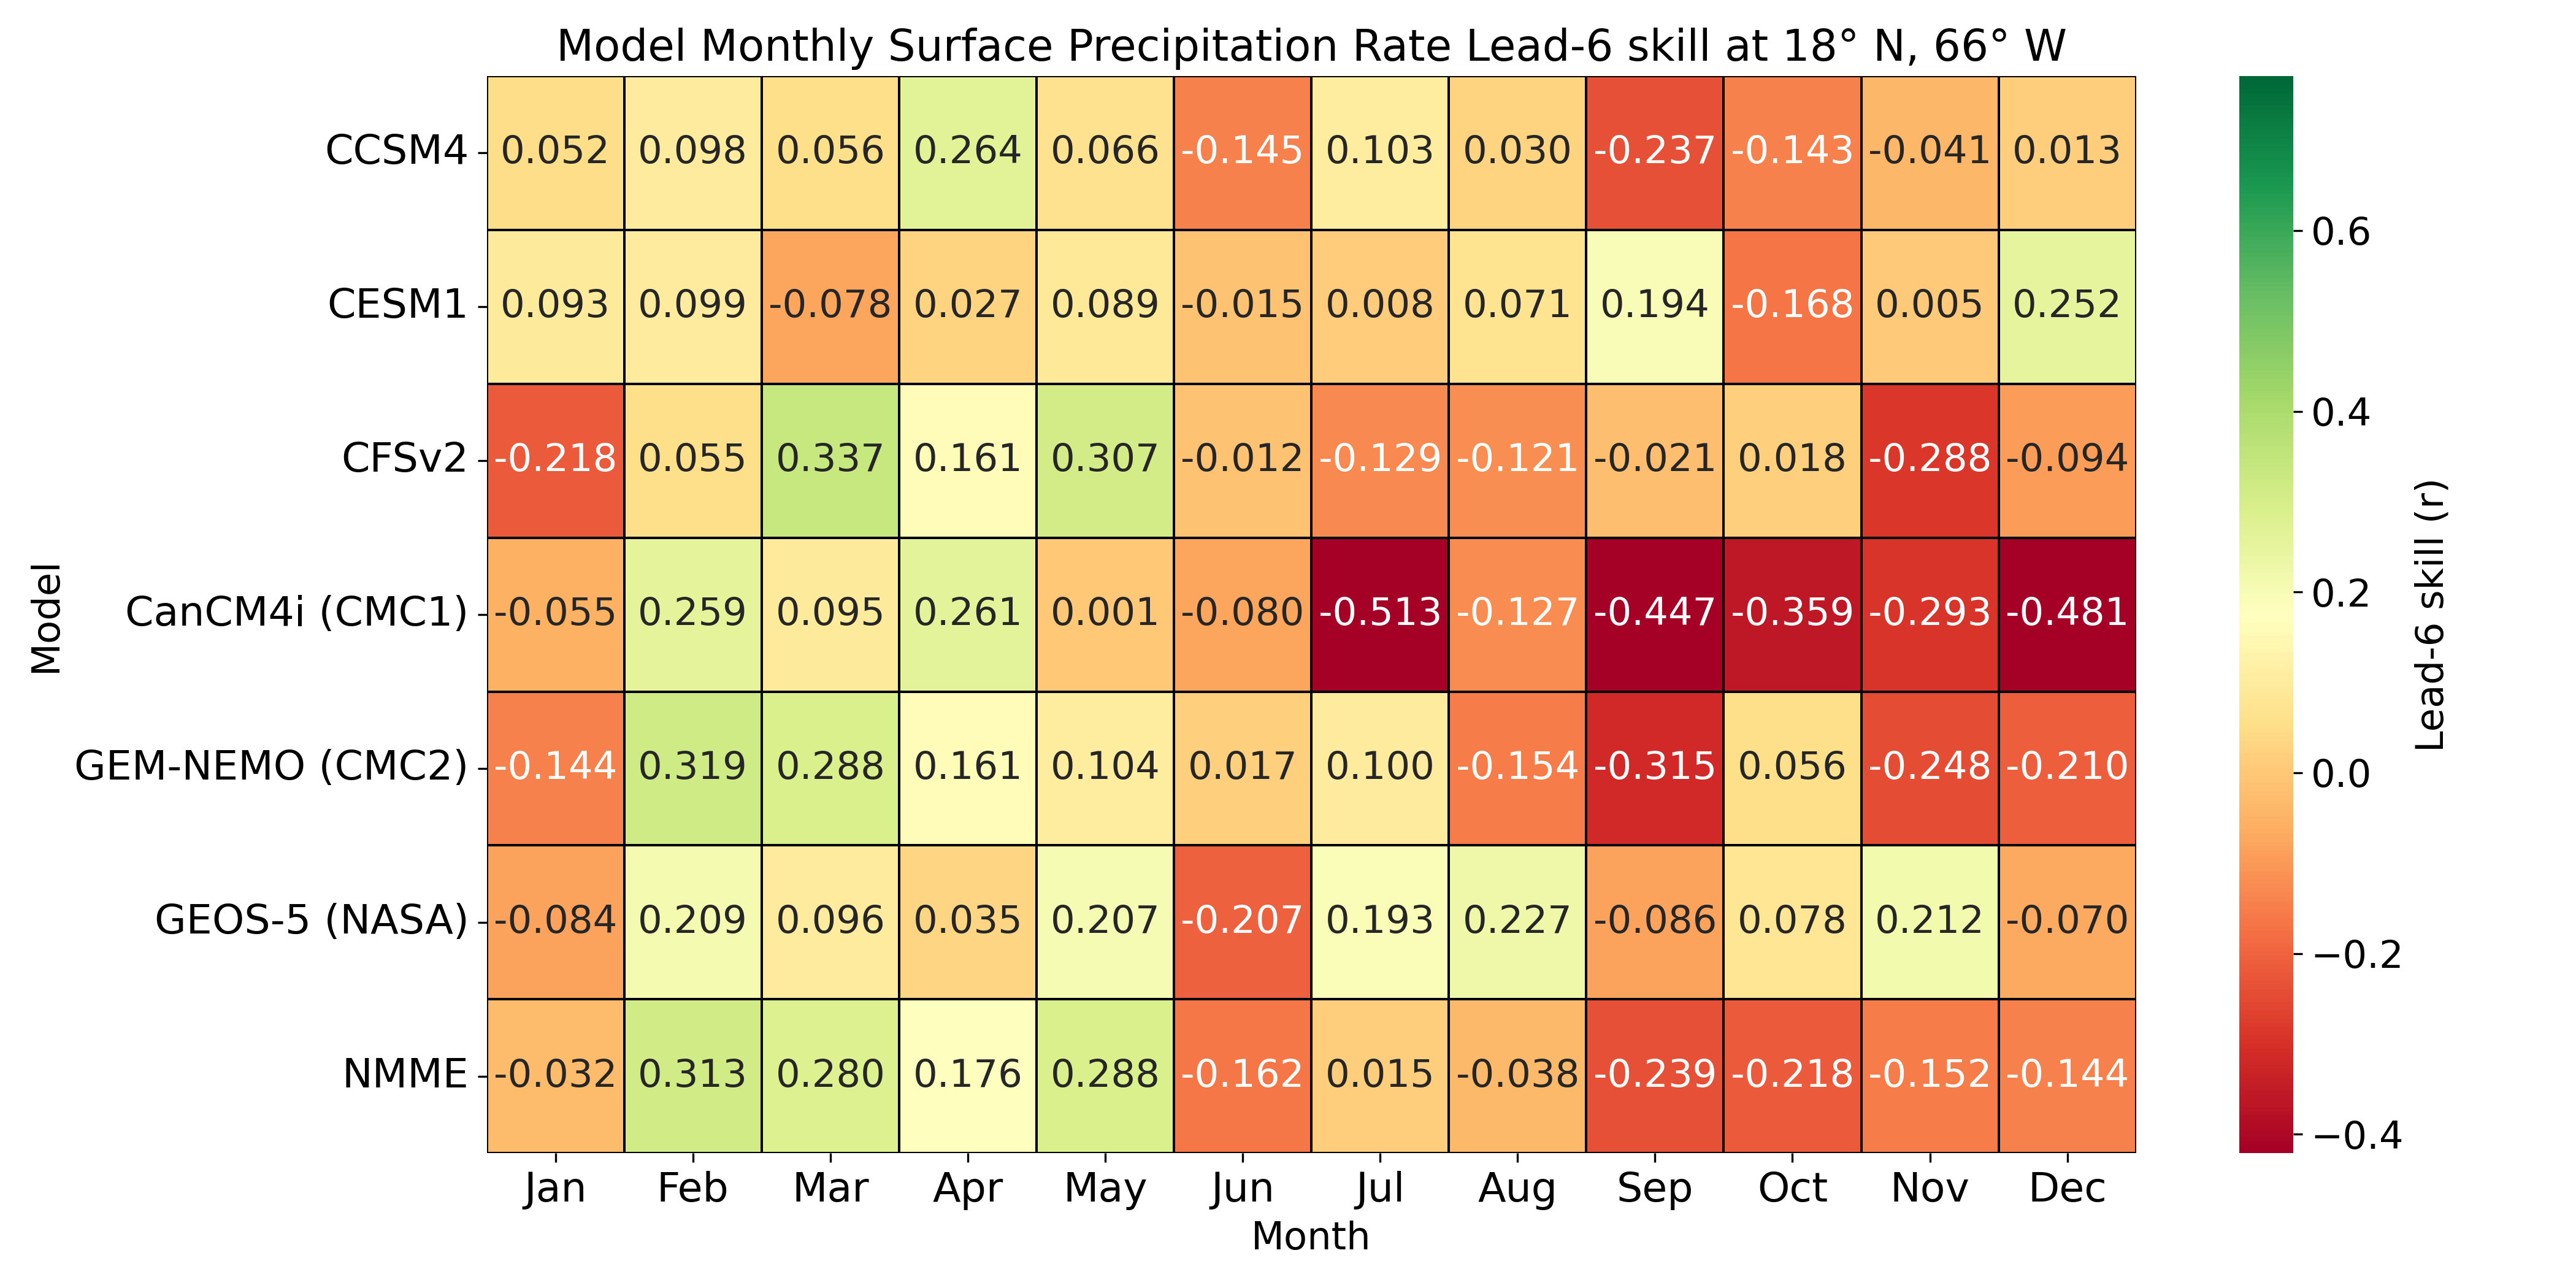 Model Monthly Surface Precipitation Rate Lead-6 skill at 18° N, 66° W
CCSM4 0.052 0.098 0.056 0.264 0.066 -0.145 0.103 0.030 -0.237 -0.143 -0.041 0.013
CESM1 0.093 0.099 -0.078 0.027 0.089 -0.015 0.008 0.071 0.194 -0.168 0.005 0.252
CFSv2 -0.218 0.055 0.337 0.161 0.307 -0.012 -0.129 -0.121 -0.021 0.018 -0.288 -0.094
CanCM4i (CMC1) -0.055 0.259 0.095 0.261 0.001 -0.080 -0.513 -0.127 -0.447 -0.359 -0.293 -0.481
GEM-NEMO (CMC2) -0.144 0.319 0.288 0.161 0.104 0.017 0.100 -0.154 -0.315 0.056 -0.248 -0.210
GEOS-5 (NASA) -0.084 0.209 0.096 0.035 0.207 -0.207 0.193 0.227 -0.086 0.078 0.212 -0.070
NMME -0.032 0.313 0.280 0.176 0.288 -0.162 0.015 -0.038 -0.239 -0.218 -0.152 -0.144
Jan Feb Mar Apr May Jun Jul Aug Sep Oct Nov Dec
Month
Model
0.6
0.4
0.2
0.0
−0.2
−0.4
Lead-6 skill (r)